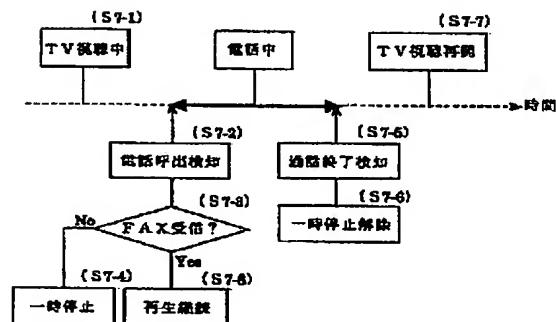 (S7-1)
TV視聴中
電話中
(S7-7)
TV視聴再開
時間
(S7-2)
電話呼出検知
(S7-5)
通話終了検知
(S7-3)
FAX受信?
(S7-6)
一時停止解除
No
Yes
(S7-4)
一時停止
(S7-6)
再生継続